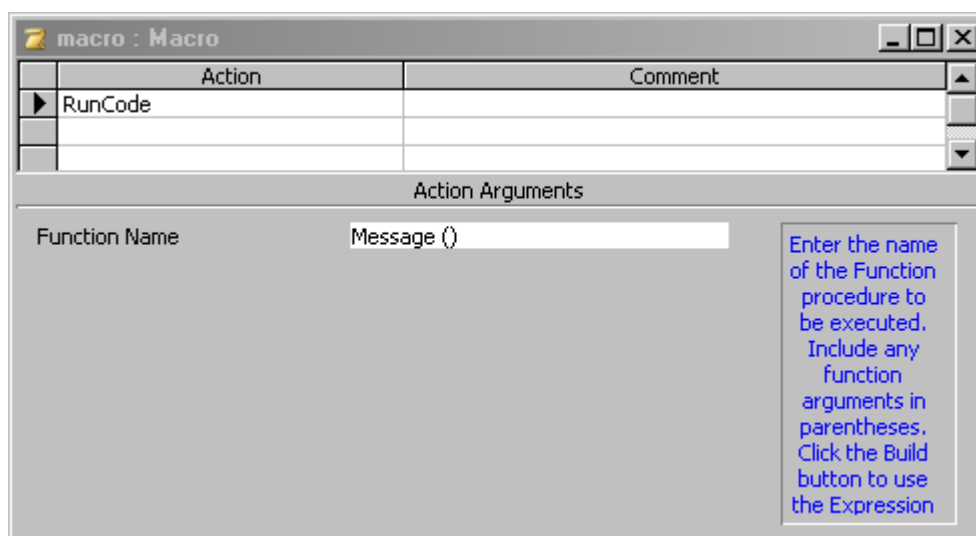 macro : Macro
Action Comment
RunCode
Action Arguments
Function Name Message ()
Enter the name
of the Function
procedure to
be executed.
Include any
function
arguments in
parentheses.
Click the Build
button to use
the Expression